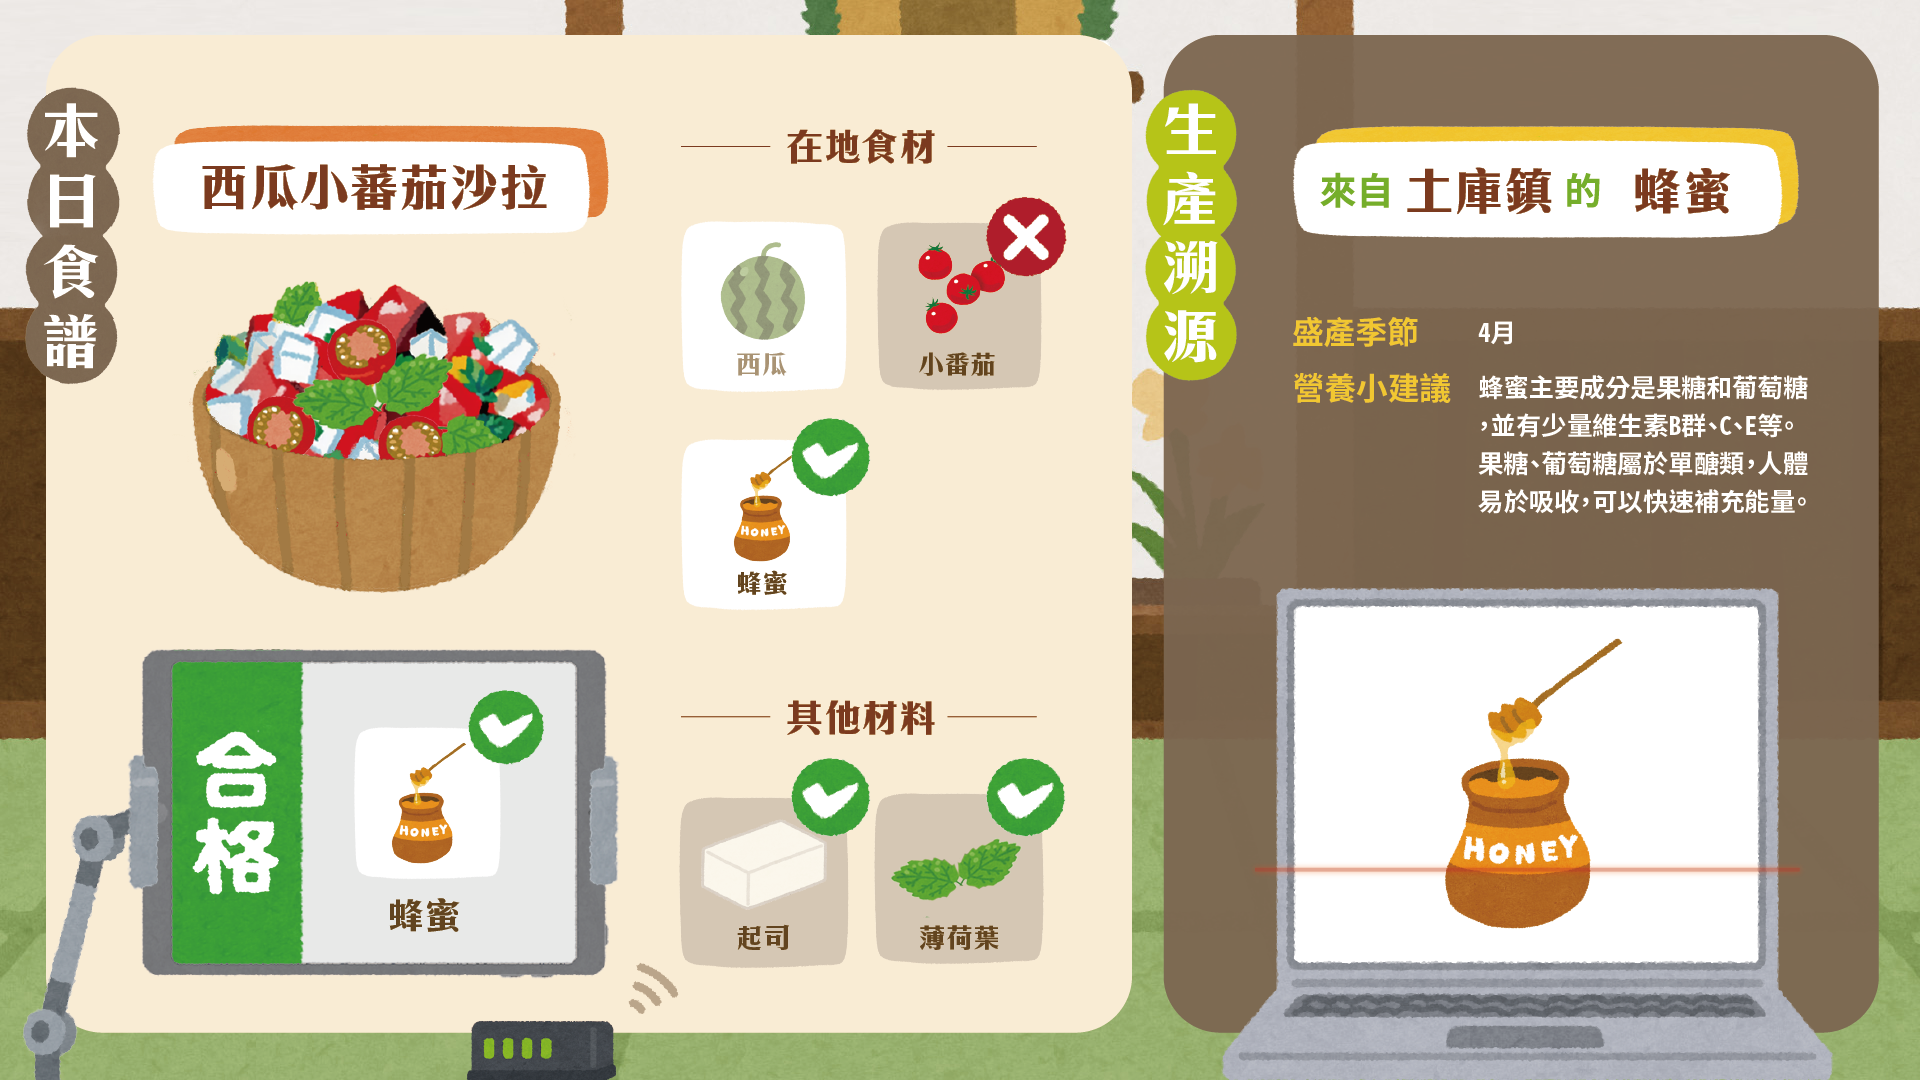 本日食譜
西瓜小蕃茄沙拉
在地食材
西瓜
小番茄
蜂蜜
HONEY
其他材料
起司
薄荷葉
合格
HONEY
蜂蜜
生產溯源
來自 土庫鎮 的 蜂蜜
盛產季節 4月
營養小建議 蜂蜜主要成分是果糖和葡萄糖
，並有少量維生素B群、C、E等。
果糖、葡萄糖屬於單醣類，人體
易於吸收，可以快速補充能量。
HONEY